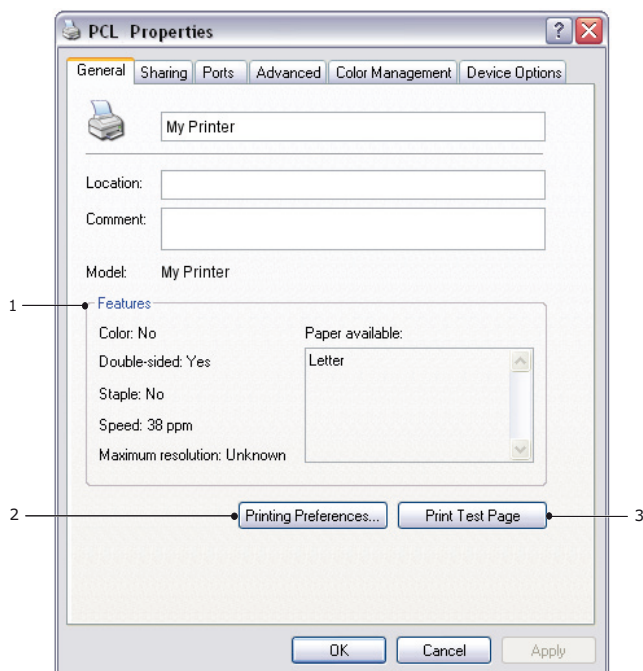 PCL Properties
?
General Sharing Ports Advanced Color Management Device Options
My Printer
Location:
Comment:
Model: My Printer
1
Features
Color: No
Paper available:
Double-sided: Yes
Letter
Staple: No
Speed: 38 ppm
Maximum resolution: Unknown
2
Printing Preferences...
Print Test Page
3
OK
Cancel
Apply